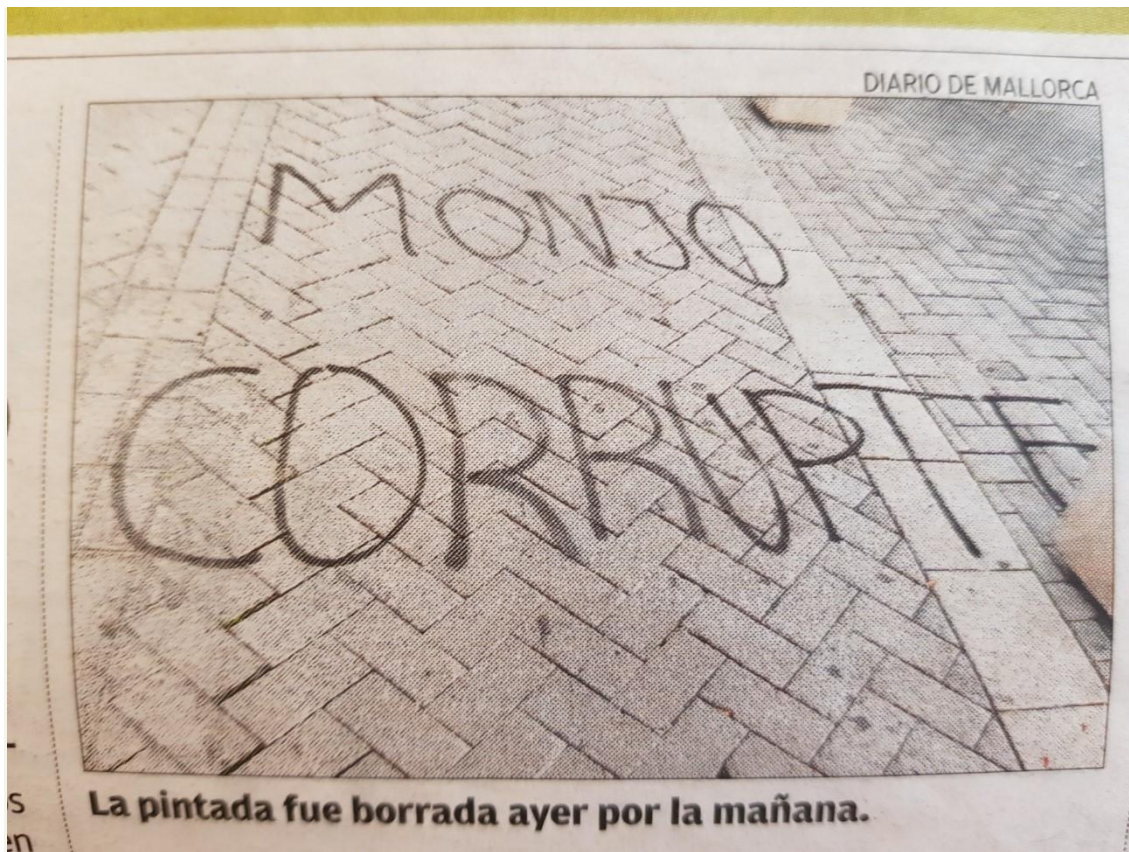 DIARIO DE MALLORCA
MONJO
CORRUPTE
La pintada fue borrada ayer por la mañana.